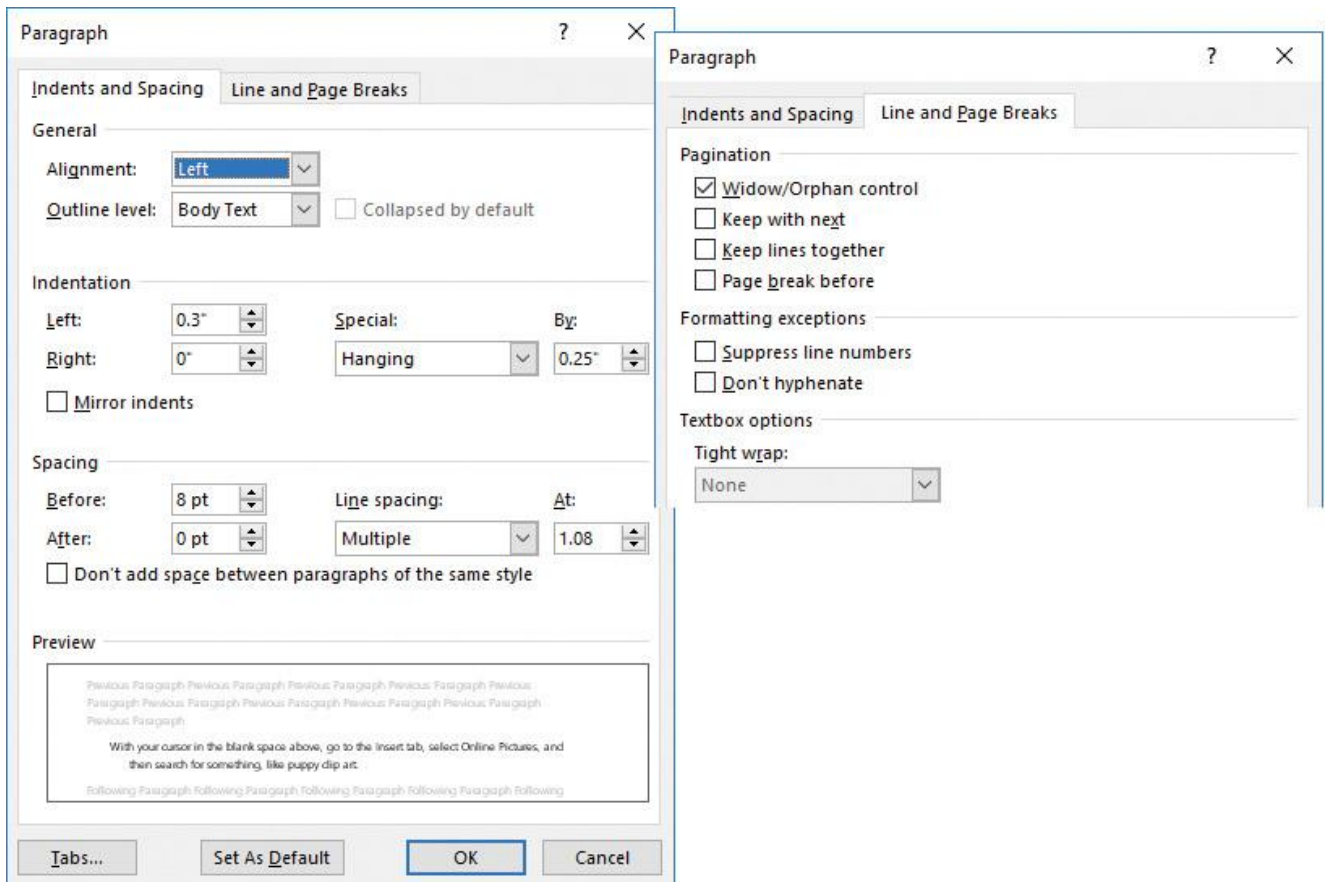 Paragraph ?
Indents and Spacing Line and Page Breaks
General
Alignment: Left
Outline level: Body Text Collapsed by default
Indentation
Left: 0.3" Special: By:
Right: 0" Hanging 0.25"
Mirror indents
Spacing
Before: 8 pt Line spacing: At:
After: 0 pt Multiple 1.08
Don't add space between paragraphs of the same style
Preview
Previous Paragraph Previous Paragraph Previous Paragraph Previous Paragraph Previous
Paragraph Previous Paragraph Previous Paragraph Previous Paragraph Previous Paragraph
Previous Paragraph
With your cursor in the blank space above, go to the Insert tab, select Online Pictures, and
then search for something, like puppy clip art.
Following Paragraph Following Paragraph Following Paragraph Following Paragraph Following
Tabs... Set As Default OK Cancel
Paragraph ?
Indents and Spacing Line and Page Breaks
Pagination
Widow/Orphan control
Keep with next
Keep lines together
Page break before
Formatting exceptions
Suppress line numbers
Don't hyphenate
Textbox options
Tight wrap:
None